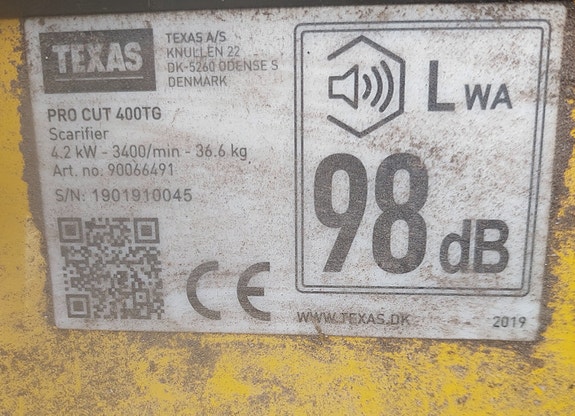 TEXAS
TEXAS A/S
KNULLEN 22
DK-5260 ODENSE S
DENMARK
PRO CUT 400TG
Scarifier
4.2 kW - 3400/min - 36.6 kg
Art. no. 90066491
S/N: 1901910045
CE
LWA
98 dB
WWW.TEXAS.DK
2019